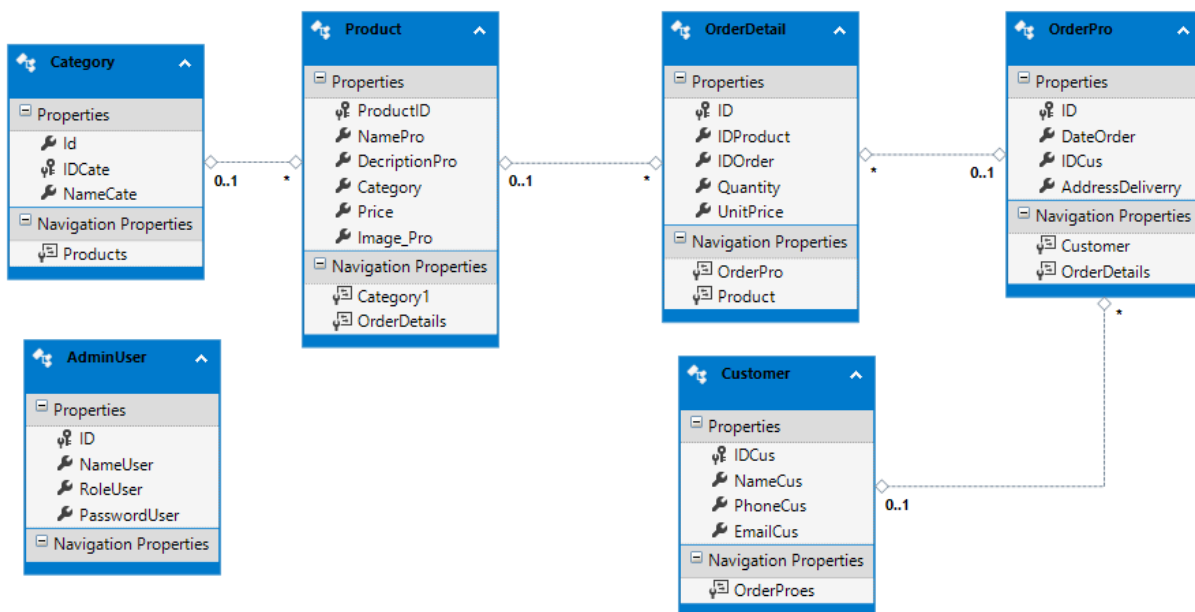 Category
Properties
Id
IDCate
NameCate
Navigation Properties
Products
0..1
*
Product
Properties
ProductID
NamePro
DecriptionPro
Category
Price
Image_Pro
Navigation Properties
Category1
OrderDetails
0..1
*
OrderDetail
Properties
ID
IDProduct
IDOrder
Quantity
UnitPrice
Navigation Properties
OrderPro
Product
*
0..1
OrderPro
Properties
ID
DateOrder
IDCus
AddressDeliverry
Navigation Properties
Customer
OrderDetails
*
AdminUser
Properties
ID
NameUser
RoleUser
PasswordUser
Navigation Properties
Customer
Properties
IDCus
NameCus
PhoneCus
EmailCus
Navigation Properties
OrderProes
0..1